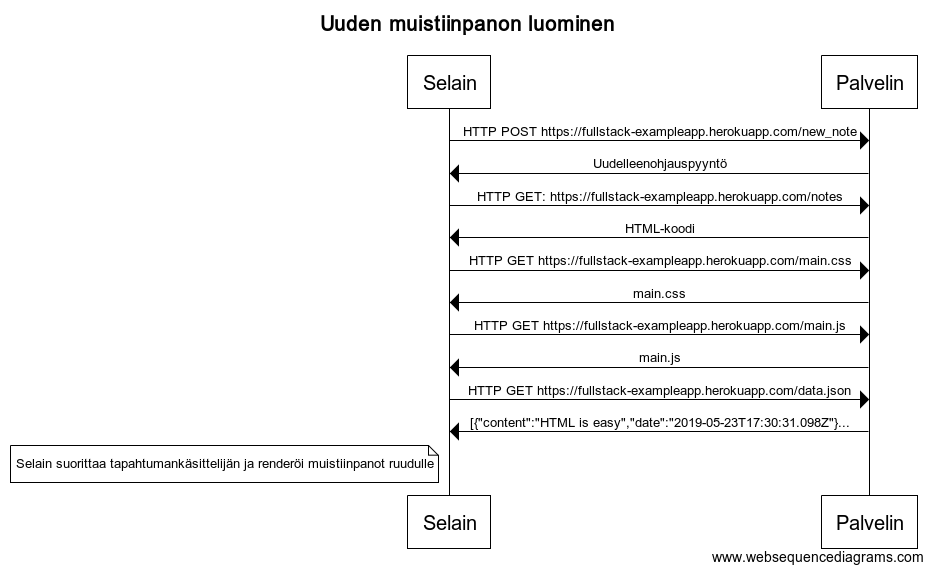 Uuden muistiinpanon luominen
Selain
Palvelin
HTTP POST https://fullstack-exampleapp.herokuapp.com/new_note
Uudelleenohjauspyyntö
HTTP GET: https://fullstack-exampleapp.herokuapp.com/notes
HTML-koodi
HTTP GET https://fullstack-exampleapp.herokuapp.com/main.css
main.css
HTTP GET https://fullstack-exampleapp.herokuapp.com/main.js
main.js
HTTP GET https://fullstack-exampleapp.herokuapp.com/data.json
[{"content":"HTML is easy","date":"2019-05-23T17:30:31.098Z"}...
Selain suorittaa tapahtumankäsittelijän ja renderöi muistiinpanot ruudulle
Selain
Palvelin
www.websequencediagrams.com